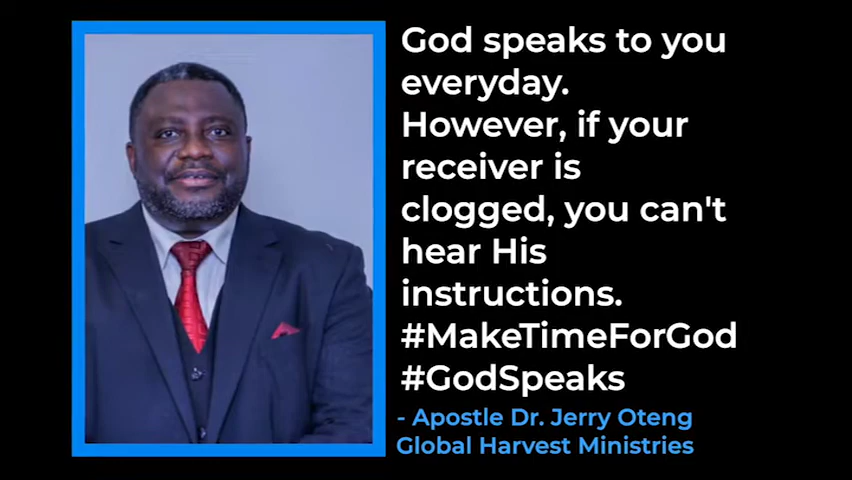 God speaks to you
everyday.
However, if your
receiver is
clogged, you can't
hear His
instructions.
#MakeTimeForGod
#GodSpeaks
- Apostle Dr. Jerry Oteng
Global Harvest Ministries